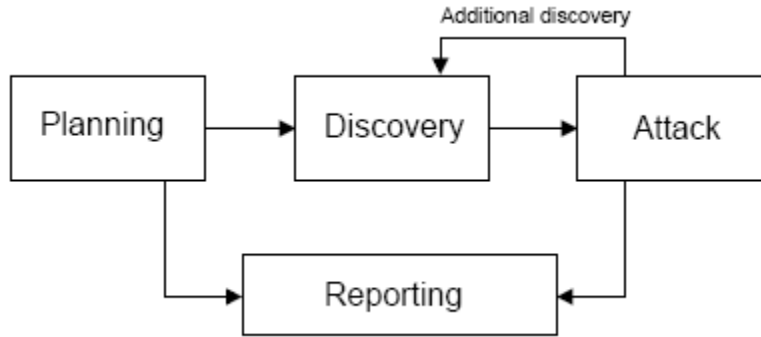 Additional discovery
Planning
Discovery
Attack
Reporting